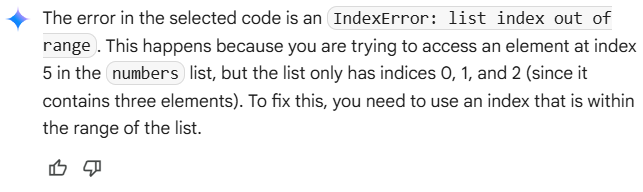 The error in the selected code is an IndexError: list index out of
range. This happens because you are trying to access an element at index
5 in the numbers list, but the list only has indices 0, 1, and 2 (since it
contains three elements). To fix this, you need to use an index that is within
the range of the list.